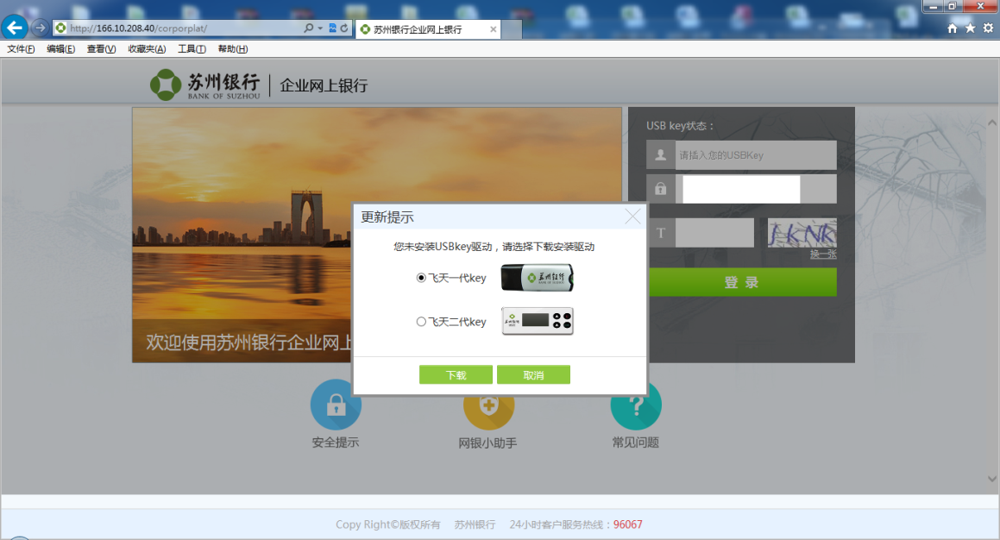 http://166.10.208.40/corporplat/
苏州银行企业网上银行
文件(F) 编辑(E) 查看(V) 收藏夹(A) 工具(T) 帮助(H)
苏州银行 企业网上银行
BANK OF SUZHOU
USB key状态：
请插入您的USBKey
T
换一张
登 录
更新提示
您未安装USBkey驱动，请选择下载安装驱动
飞天一代key
苏州银行
飞天二代key
下载 取消
欢迎使用苏州银行企业网上
安全提示 网银小助手 常见问题
Copy Right©版权所有 苏州银行 24小时客户服务热线：96067